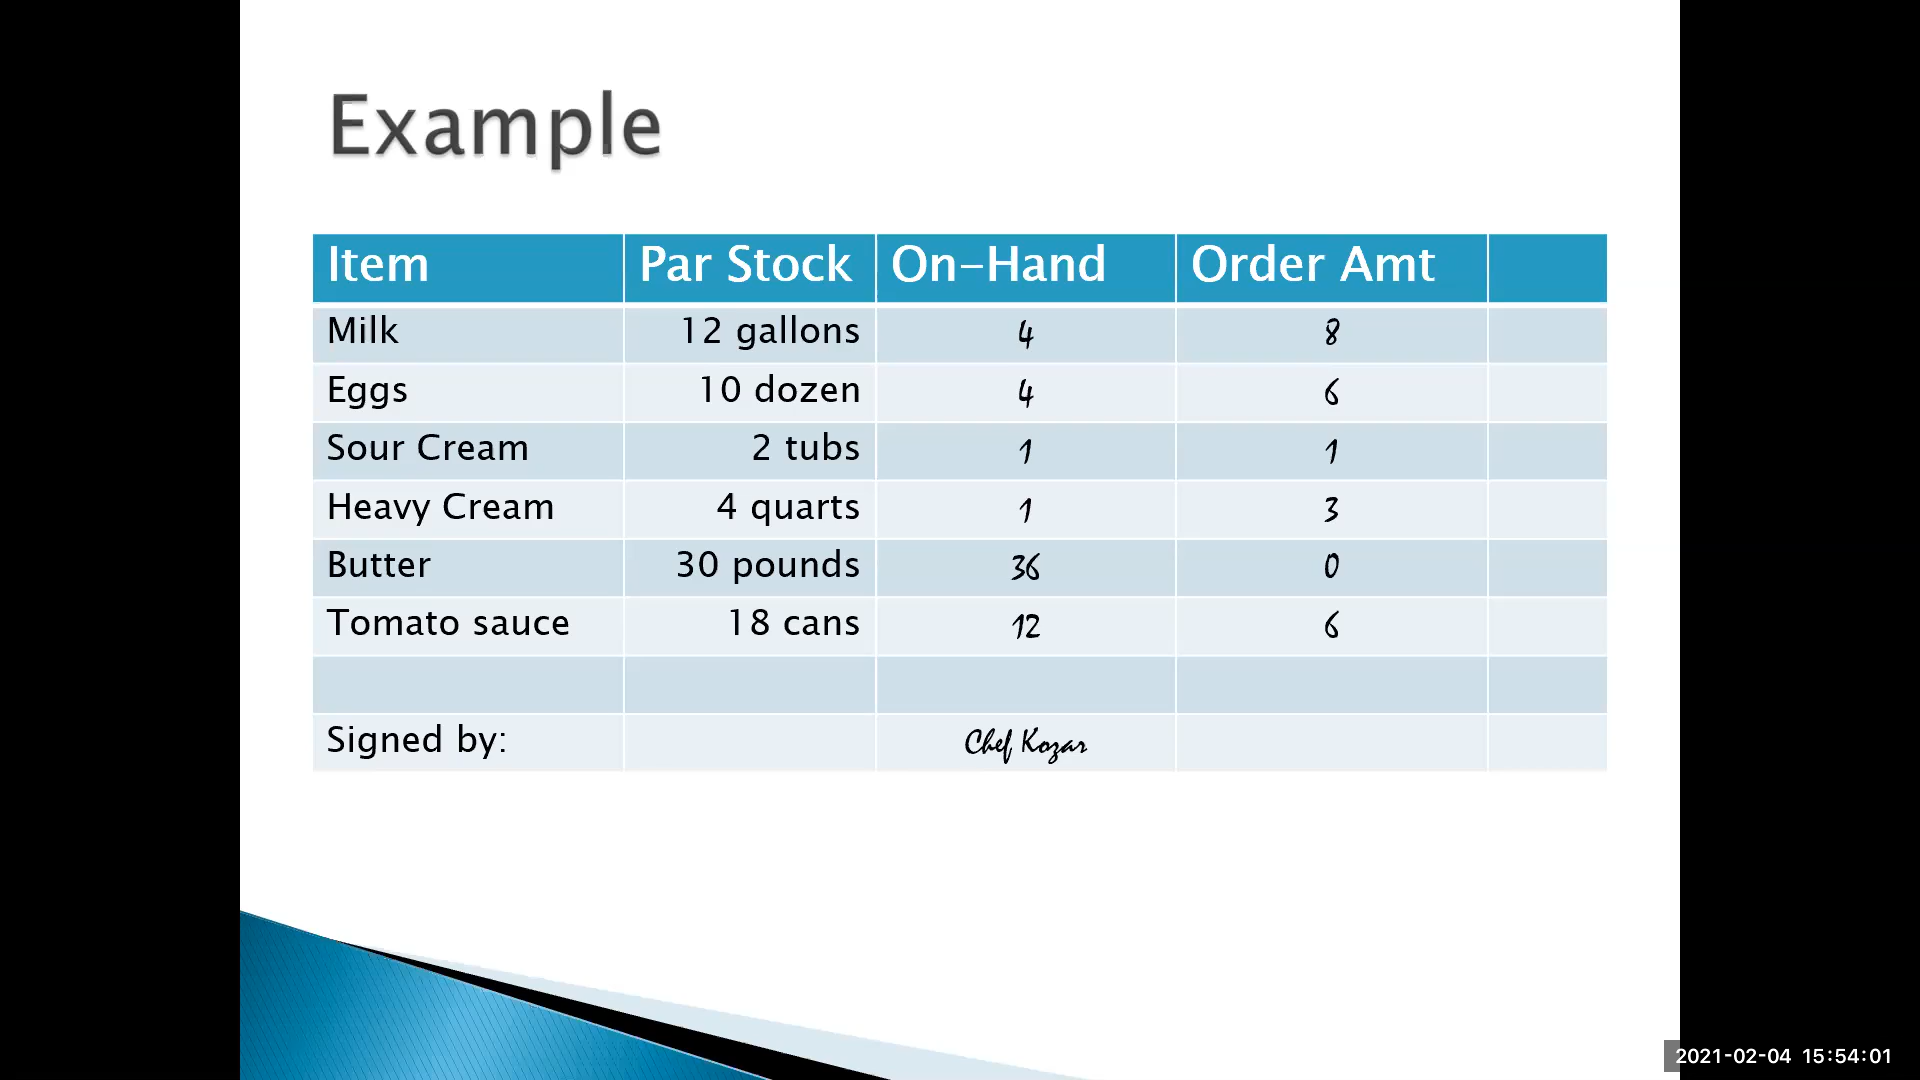 Example
Item Par Stock On-Hand Order Amt
Milk 12 gallons 4 8
Eggs 10 dozen 4 6
Sour Cream 2 tubs 1 1
Heavy Cream 4 quarts 1 3
Butter 30 pounds 36 0
Tomato sauce 18 cans 12 6
Signed by: Chef Kozar
2021-02-04 15:54:01